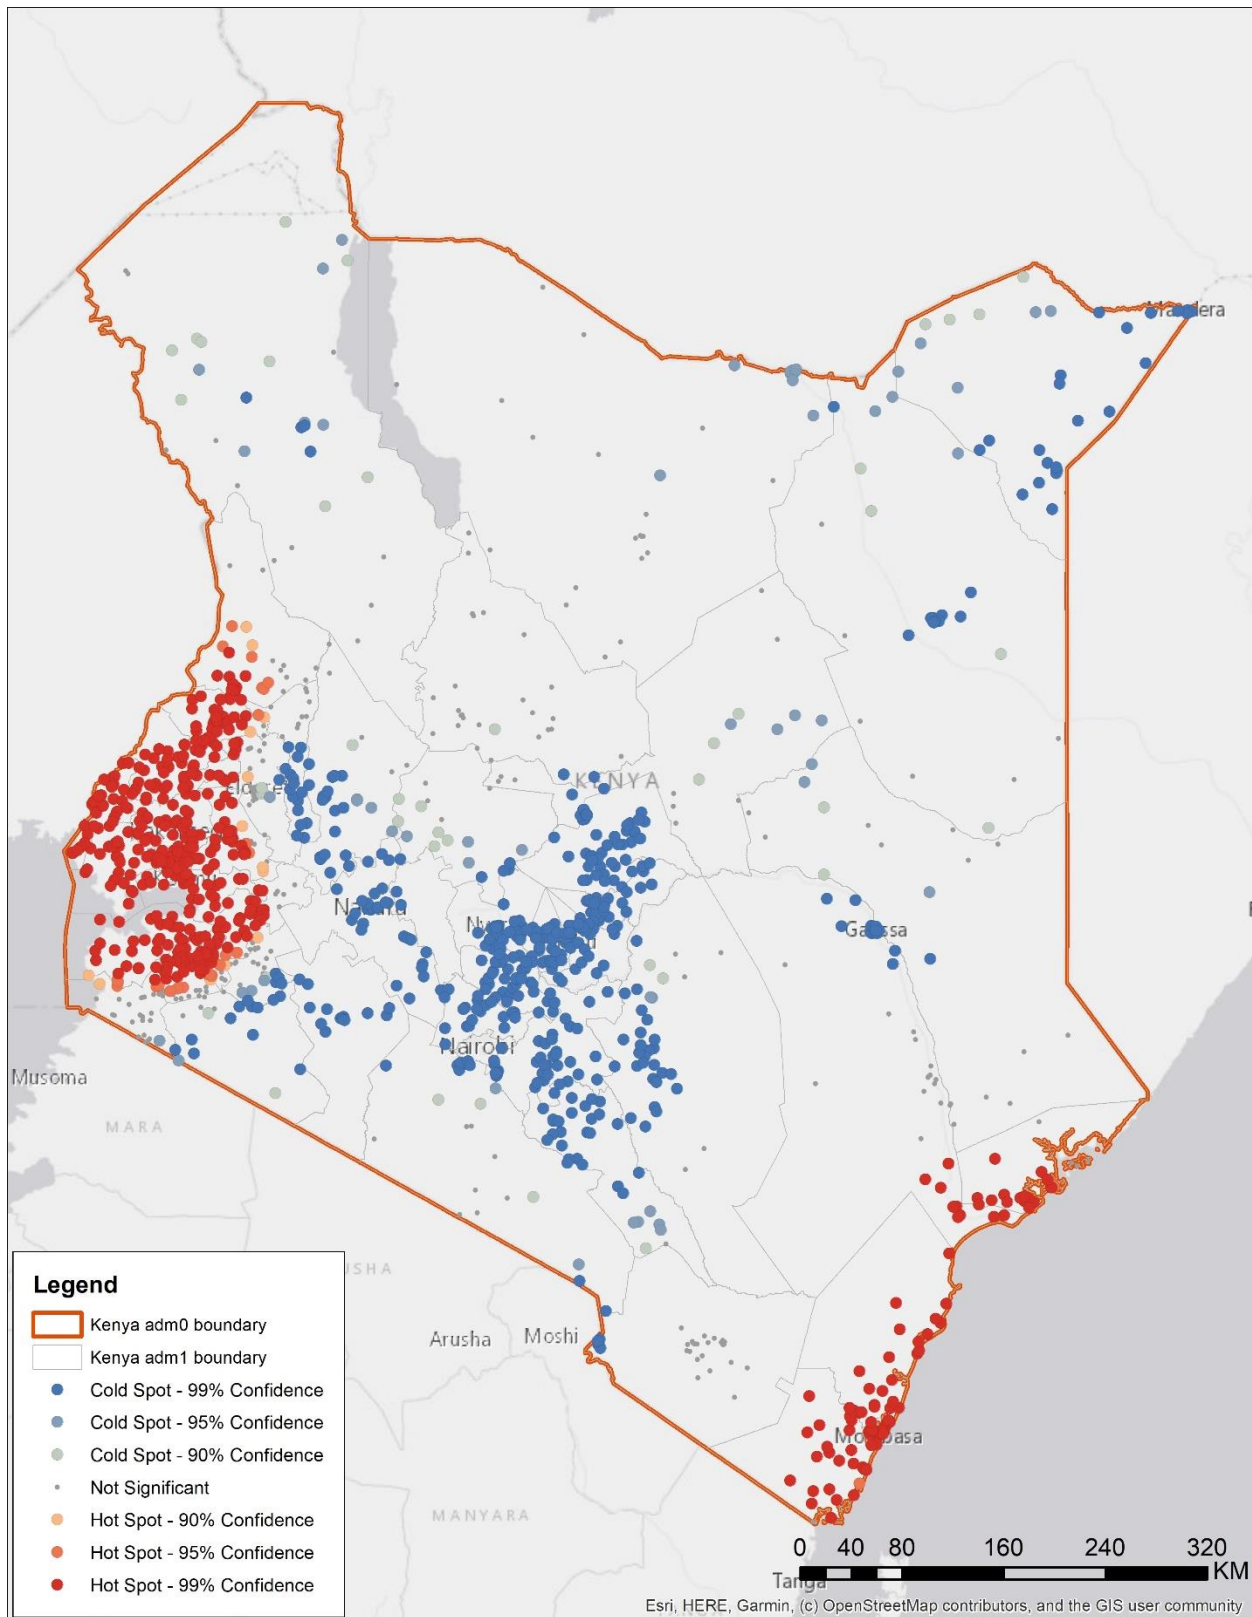 Mandera
KENYA
Nairobi
Musoma
MARA
Garissa
Legend
Kenya adm0 boundary
Kenya adm1 boundary
Cold Spot - 99% Confidence
Cold Spot - 95% Confidence
Cold Spot - 90% Confidence
Not Significant
Hot Spot - 90% Confidence
Hot Spot - 95% Confidence
Hot Spot - 99% Confidence
USHA
Arusha
Moshi
Mombasa
MANYARA
0 40 80 160 240 320
KM
Tanga
Esri, HERE, Garmin, (c) OpenStreetMap contributors, and the GIS user community